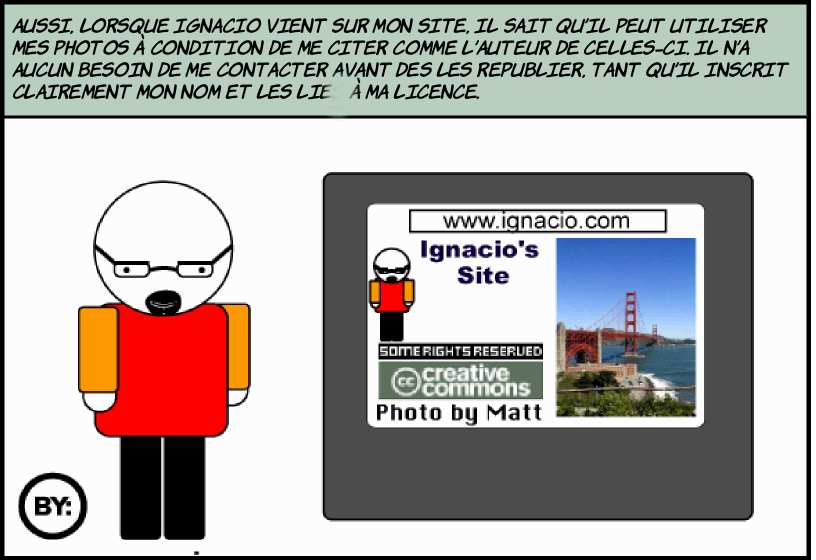 AUSSI, LORSQUE IGNACIO VIENT SUR MON SITE, IL SAIT QU'IL PEUT UTILISER
MES PHOTOS À CONDITION DE ME CITER COMME L'AUTEUR DE CELLES-CI. IL N'A
AUCUN BESOIN DE ME CONTACTER AVANT DES LES REPUBLIER, TANT QU'IL INSCRIT
CLAIREMENT MON NOM ET LES LIE À MA LICENCE.
www.ignacio.com
Ignacio's
Site
SOME RIGHTS RESERVED
cc creative
commons
Photo by Matt
BY: